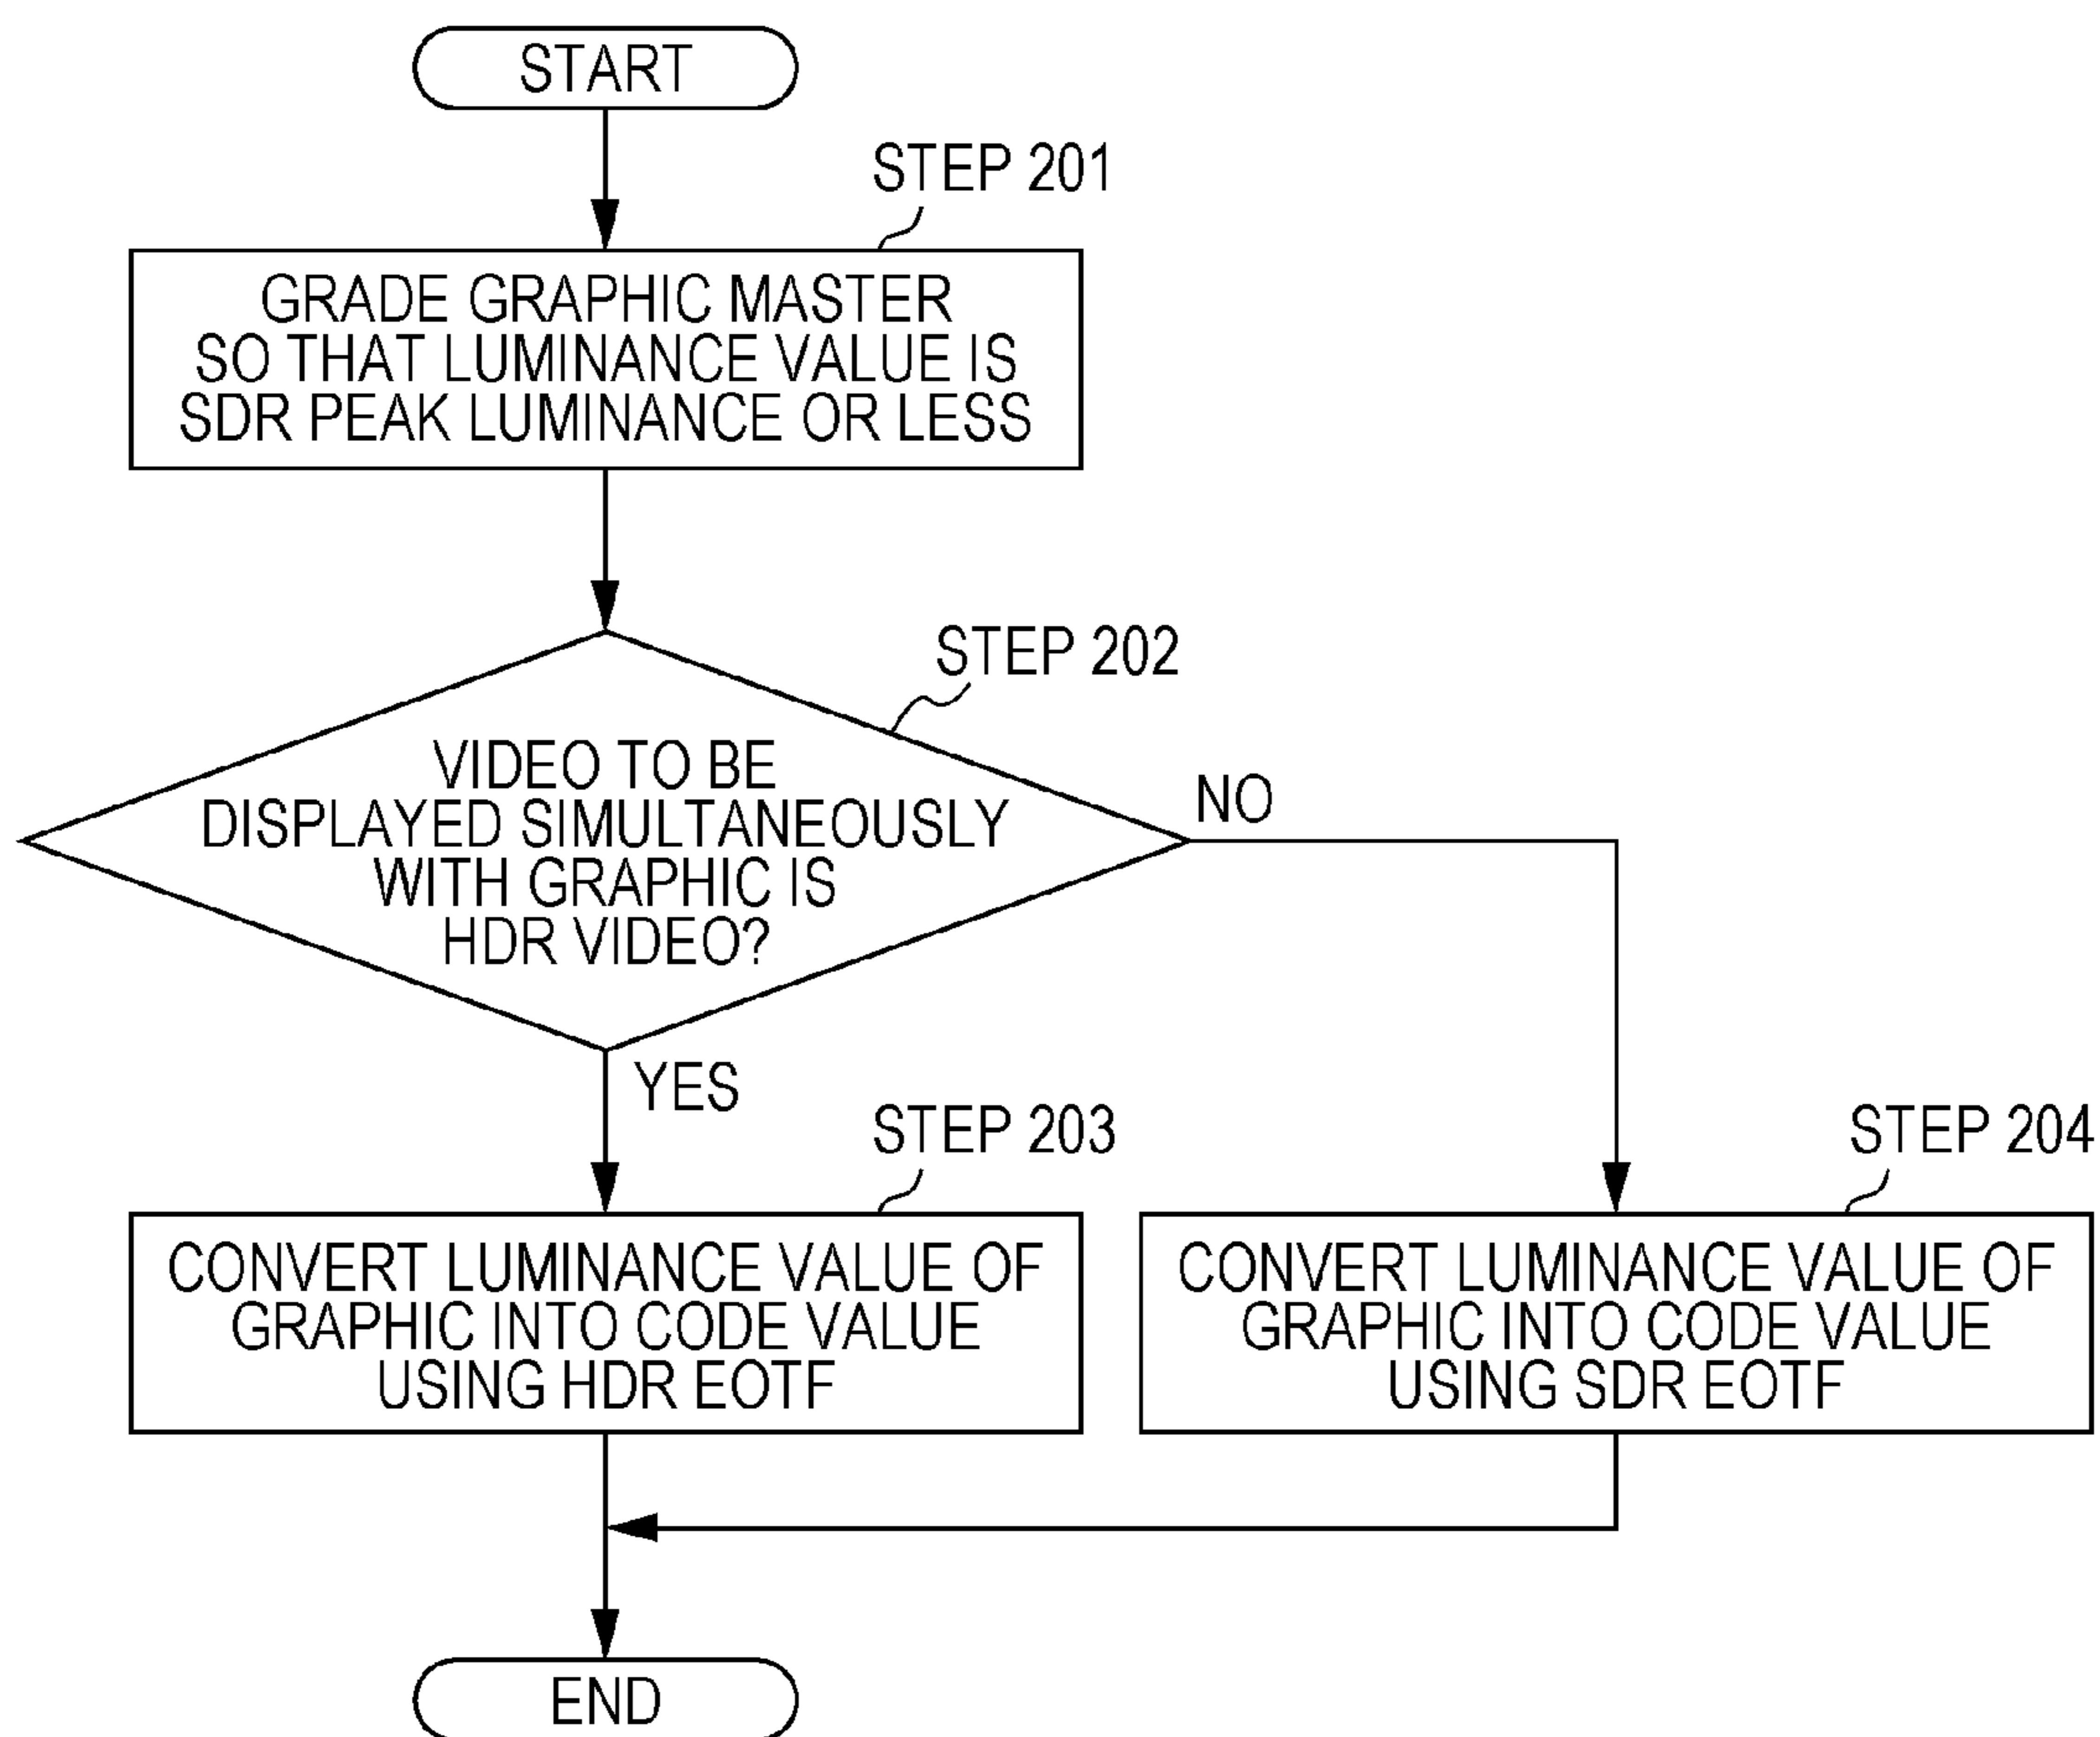 START
STEP 201
GRADE GRAPHIC MASTER
SO THAT LUMINANCE VALUE IS
SDR PEAK LUMINANCE OR LESS
STEP 202
VIDEO TO BE
DISPLAYED SIMULTANEOUSLY
WITH GRAPHIC IS
HDR VIDEO?
NO
YES
STEP 203
CONVERT LUMINANCE VALUE OF
GRAPHIC INTO CODE VALUE
USING HDR EOTF
STEP 204
CONVERT LUMINANCE VALUE OF
GRAPHIC INTO CODE VALUE
USING SDR EOTF
END